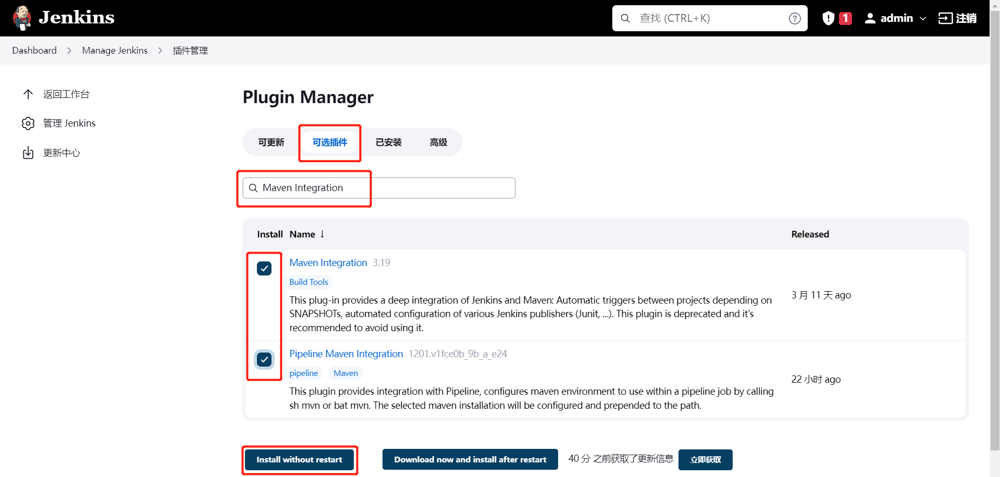 Jenkins
查找 (CTRL+K)
1
admin
注销
Dashboard
Manage Jenkins
插件管理
返回工作台
管理 Jenkins
更新中心
Plugin Manager
可更新
可选插件
已安装
高级
Maven Integration
Install Name ↓ Released
Maven Integration 3.19
Build Tools
This plug-in provides a deep integration of Jenkins and Maven: Automatic triggers between projects depending on
SNAPSHOTs, automated configuration of various Jenkins publishers (Junit, ...). This plugin is deprecated and it's
recommended to avoid using it.
3 月 11 天 ago
Pipeline Maven Integration 1201.v1fce0b_9b_a_e24
pipeline Maven
This plugin provides integration with Pipeline, configures maven environment to use within a pipeline job by calling
sh mvn or bat mvn. The selected maven installation will be configured and prepended to the path.
22 小时 ago
Install without restart
Download now and install after restart
40 分 之前获取了更新信息
立即获取